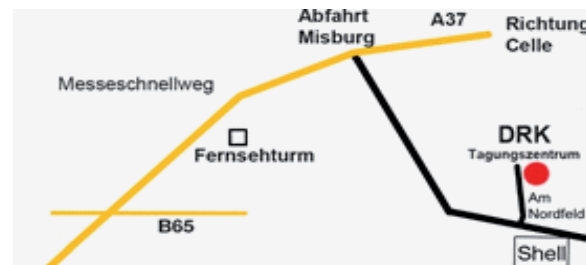 Abfahrt
Misburg
A37
Richtung
Celle
Messeschnellweg
Fernsehturm
DRK
Tagungszentrum
Am
Nordfeld
B65
Shell